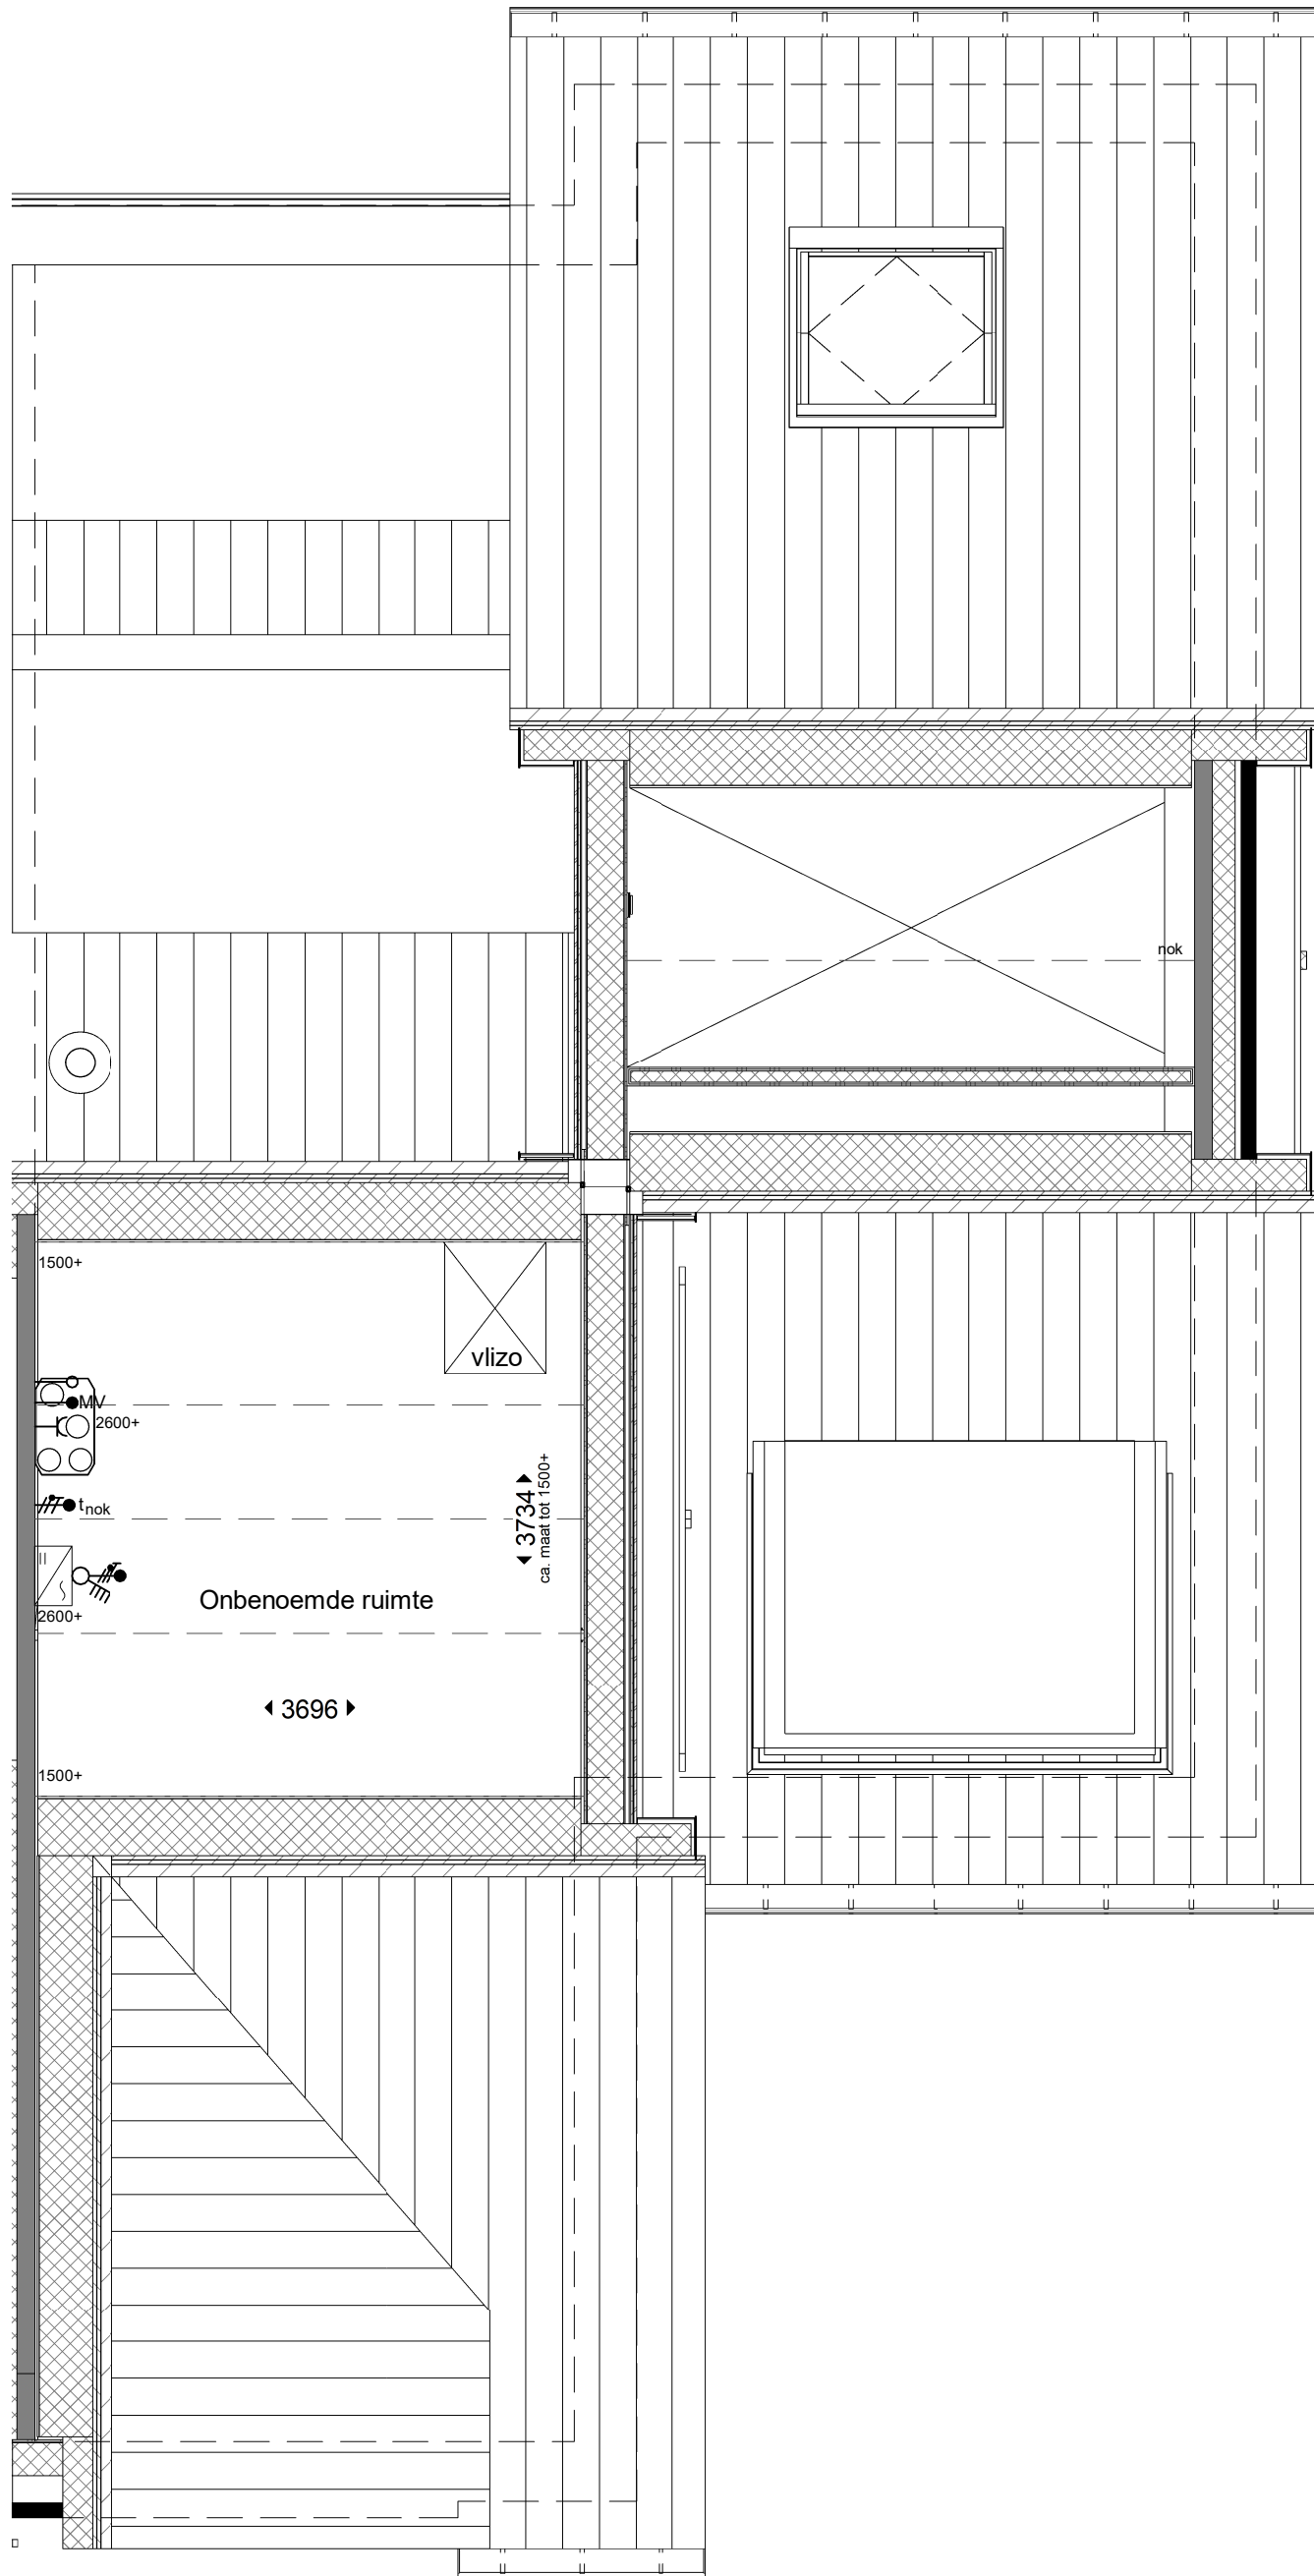 nok
1500+
vlizo
MV
2600+
3734
ca. maat tot 1500+
t
nok
Onbenoemde ruimte
2600+
3696
1500+